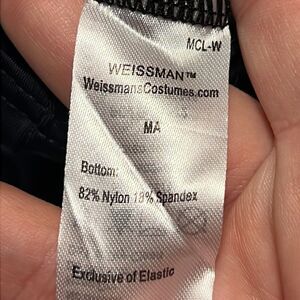 MCL-W
WEISSMAN™
WeissmansCostumes.com
MA
Bottom:
82% Nylon 18% Spandex
Exclusive of Elastic